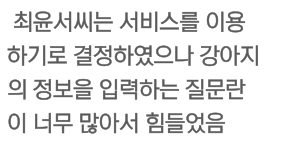 최윤서씨는 서비스를 이용
하기로 결정하였으나 강아지
의 정보을 입력하는 질문란
이 너무 많아서 힘들었음